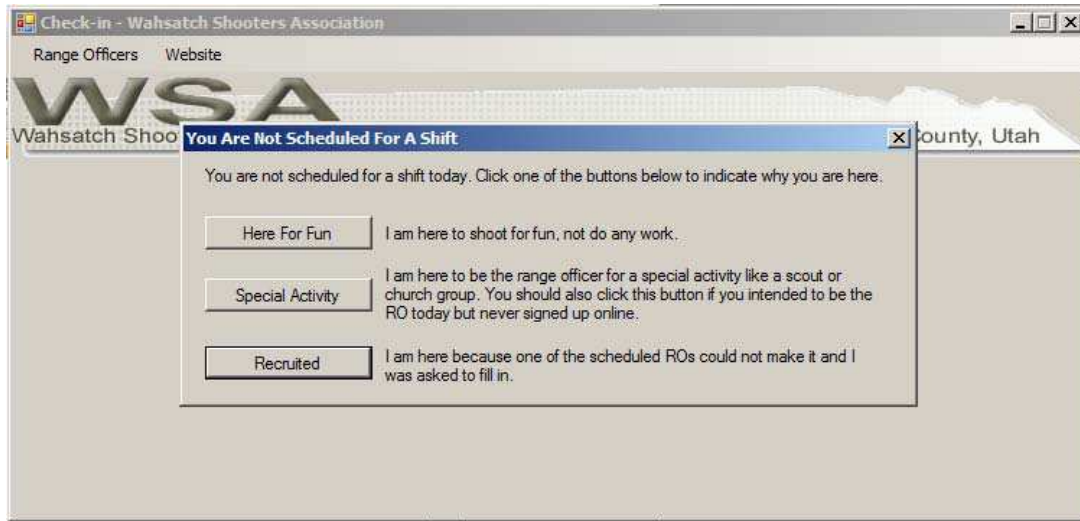 Check-in - Wahsatch Shooters Association
Range Officers Website
WSA
Wahsatch Shoo
County, Utah
You Are Not Scheduled For A Shift
You are not scheduled for a shift today. Click one of the buttons below to indicate why you are here.
Here For Fun
I am here to shoot for fun, not do any work.
Special Activity
I am here to be the range officer for a special activity like a scout or
church group. You should also click this button if you intended to be the
RO today but never signed up online.
Recruited
I am here because one of the scheduled ROs could not make it and I
was asked to fill in.